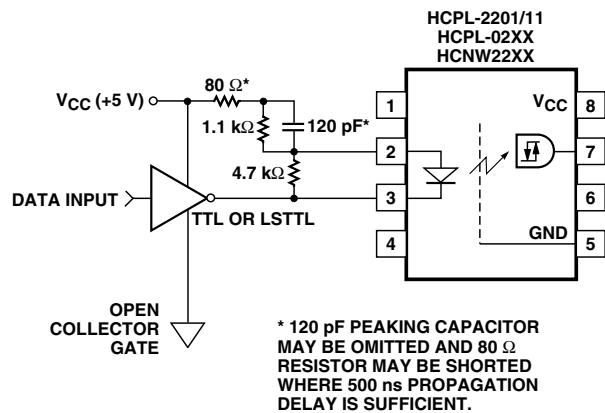 HCPL-2201/11
HCPL-02XX
HCNW22XX
80 Ω*
VCC (+5 V)
1.1 kΩ
120 pF*
4.7 kΩ
DATA INPUT
TTL OR LSTTL
OPEN
COLLECTOR
GATE
1
2
3
4
VCC
8
7
6
GND
5
* 120 pF PEAKING CAPACITOR
MAY BE OMITTED AND 80 Ω
RESISTOR MAY BE SHORTED
WHERE 500 ns PROPAGATION
DELAY IS SUFFICIENT.